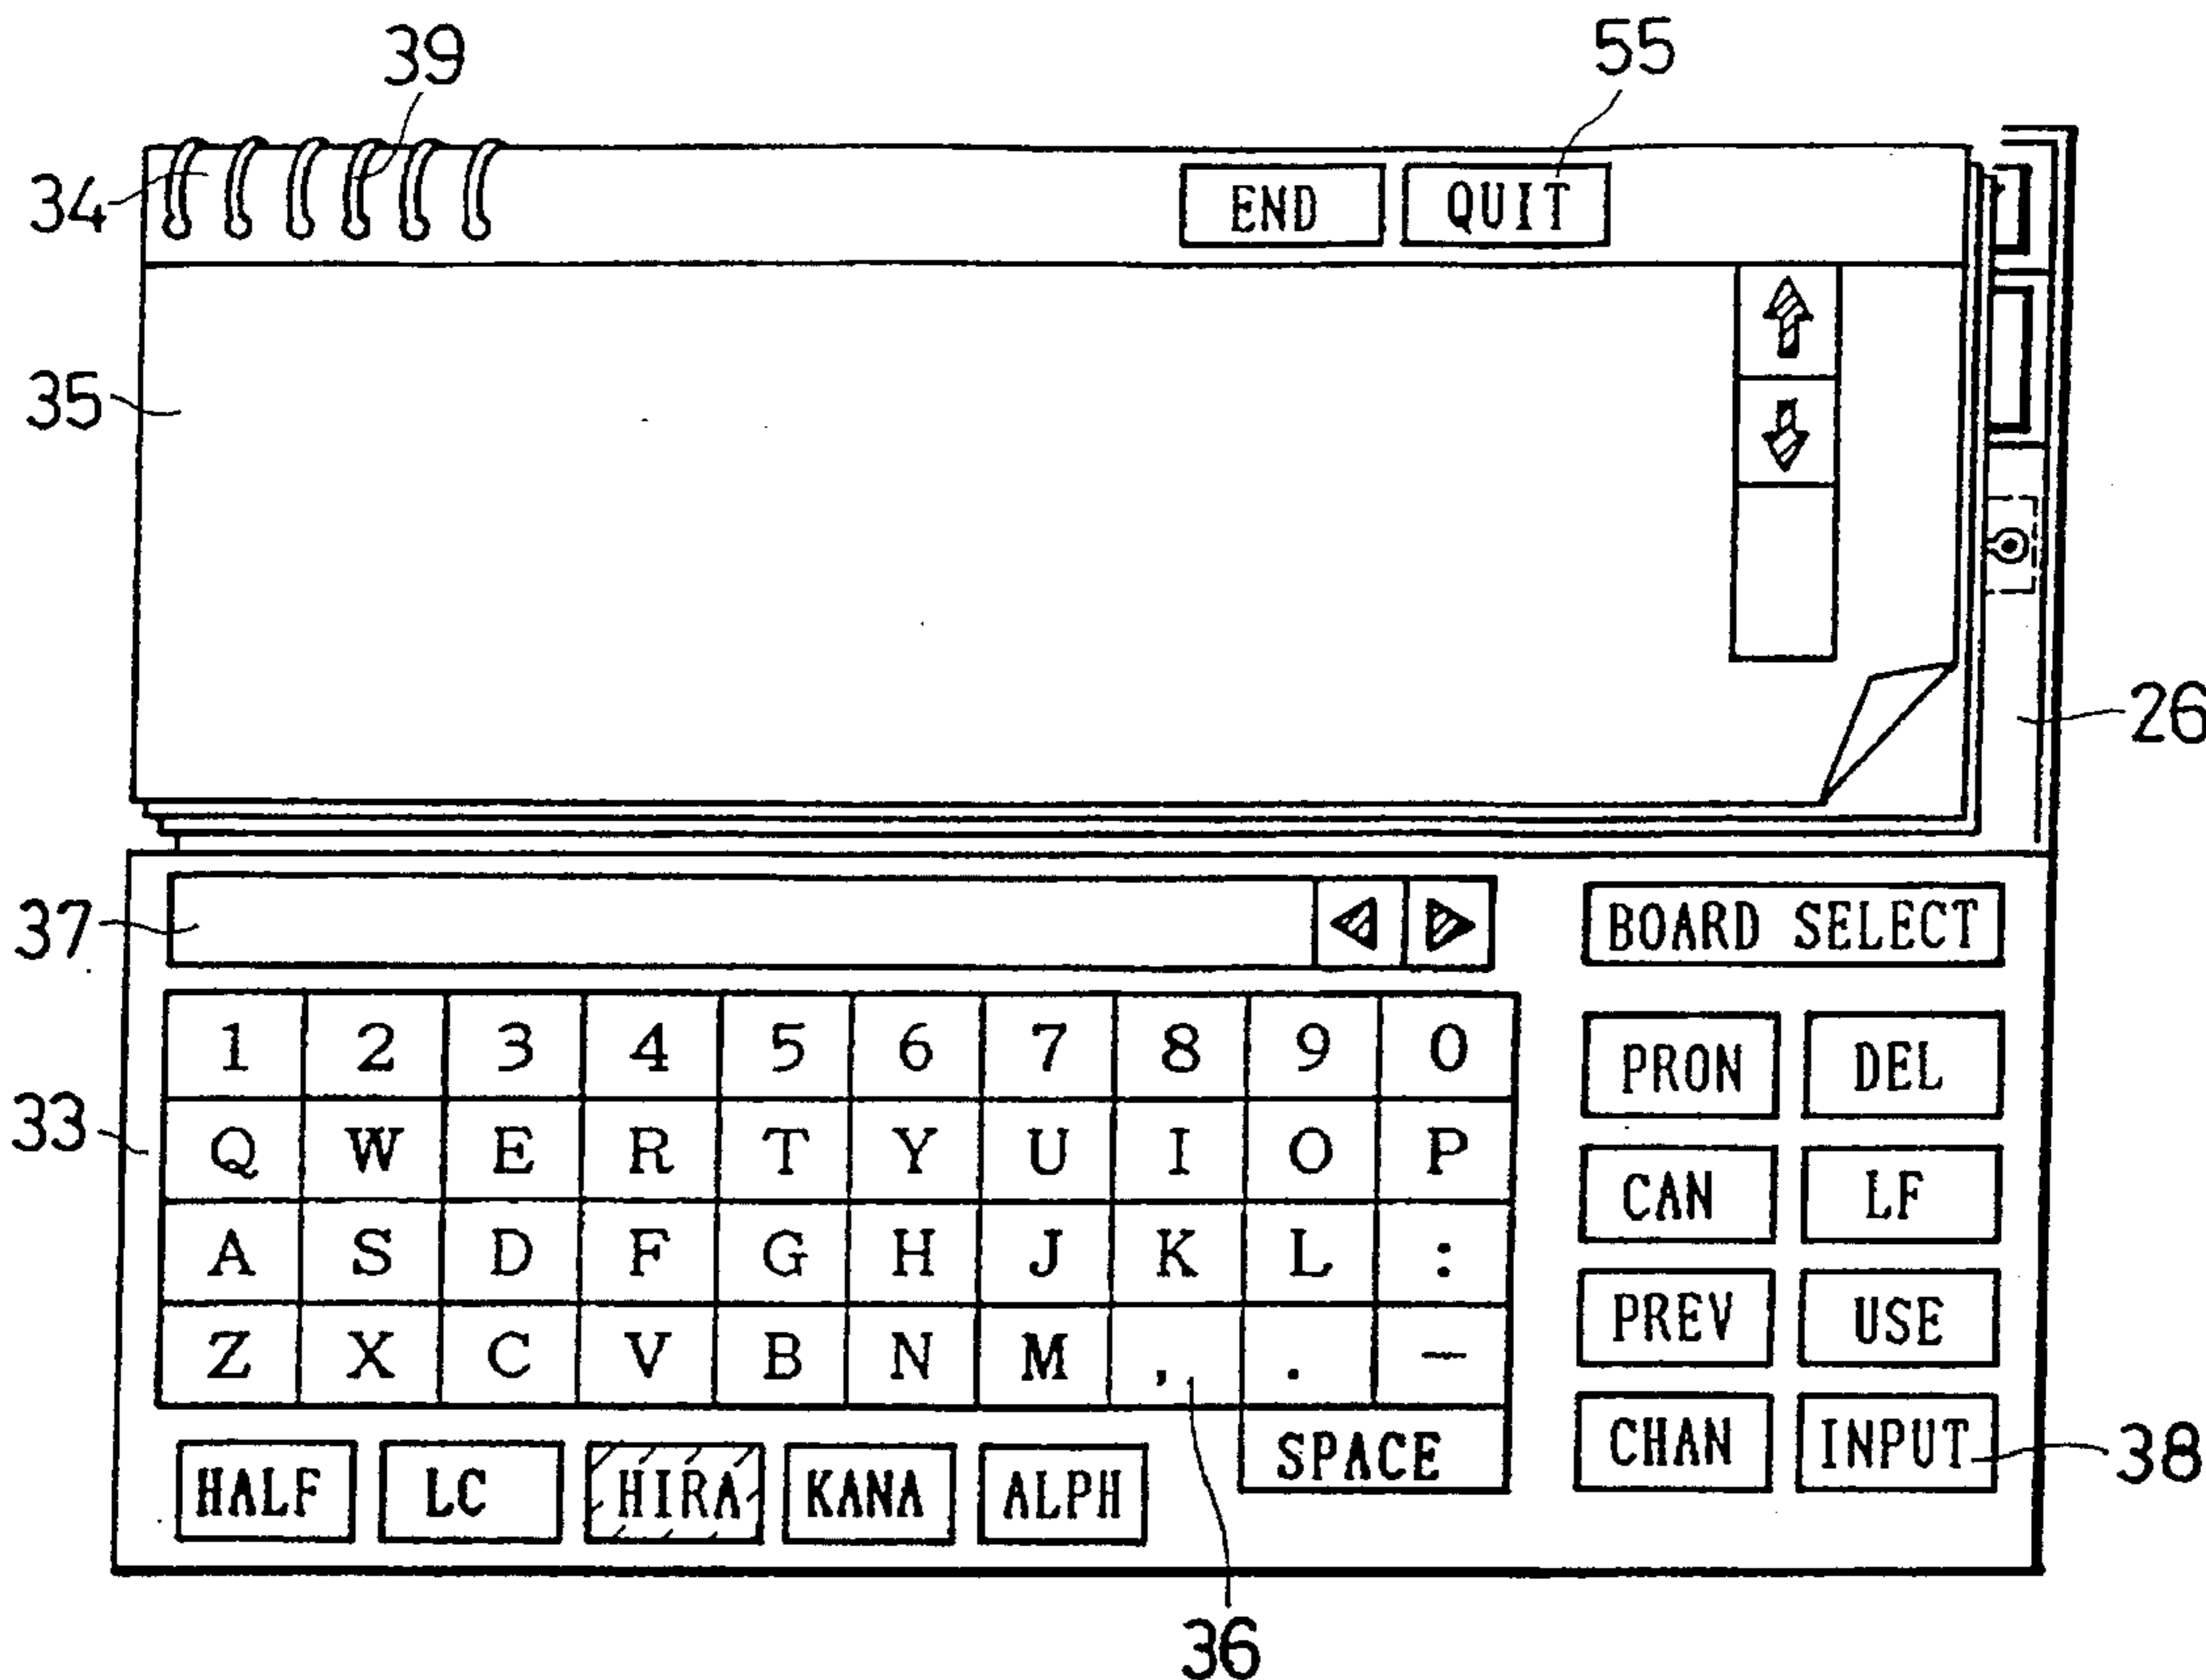 39 55
34 END QUIT
35
26
37 BOARD SELECT
1 2 3 4 5 6 7 8 9 0 PRON DEL
33 Q W E R T Y U I O P
CAN LF
A S D F G H J K L :
PREV USE
Z X C V B N M , . —
CHAN INPUT 38
SPACE
HALF LC HIRA KANA ALPH
36